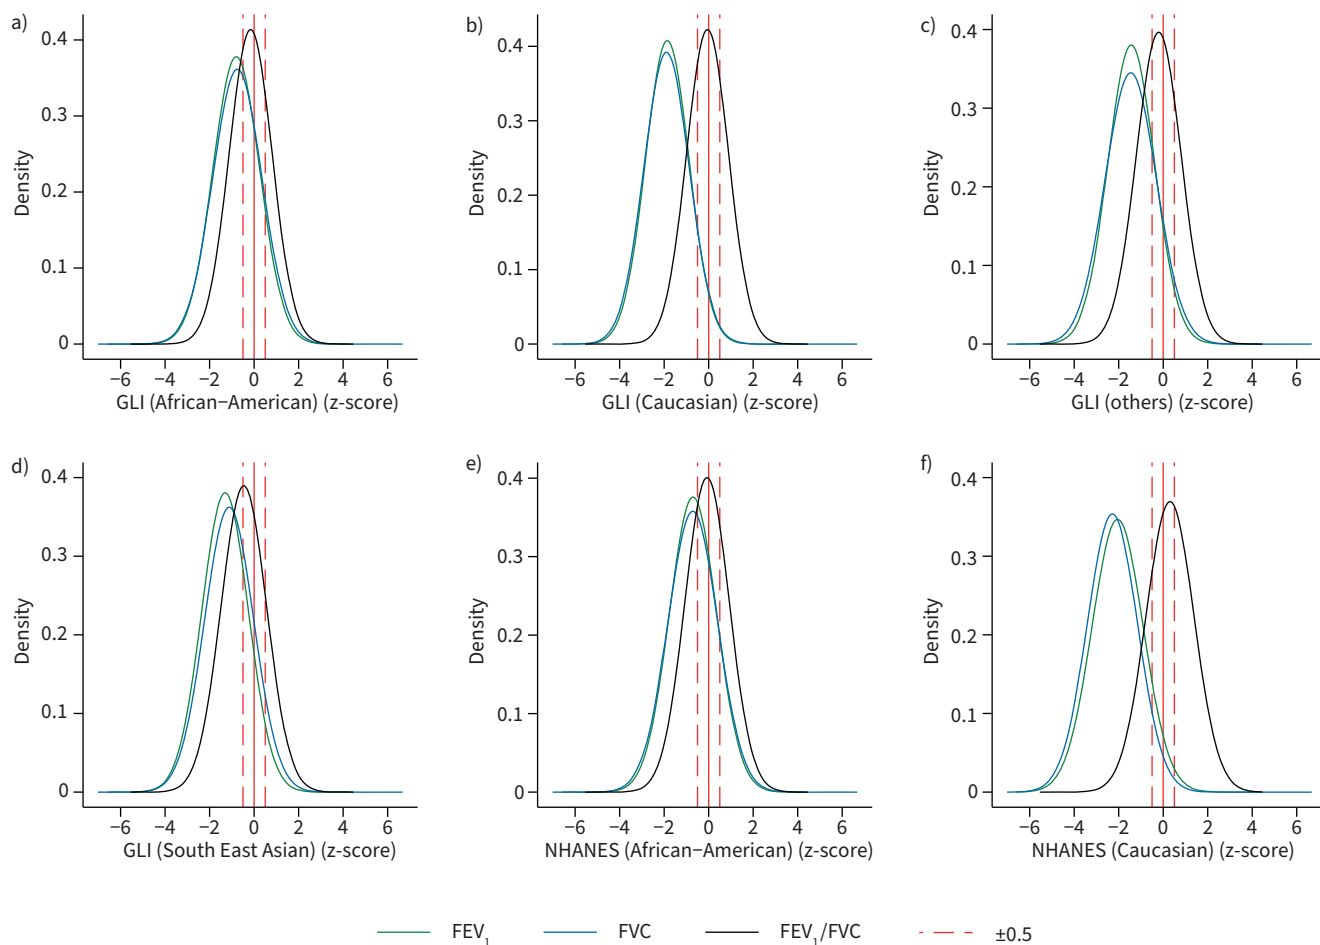 a)
0.4
0.3
0.2
0.1
0
Density
−6 −4 −2 0 2 4 6
GLI (African−American) (z-score)
b)
0.4
0.3
0.2
0.1
0
Density
−6 −4 −2 0 2 4 6
GLI (Caucasian) (z-score)
c)
0.4
0.3
0.2
0.1
0
Density
−6 −4 −2 0 2 4 6
GLI (others) (z-score)
d)
0.4
0.3
0.2
0.1
0
Density
−6 −4 −2 0 2 4 6
GLI (South East Asian) (z-score)
e)
0.4
0.3
0.2
0.1
0
Density
−6 −4 −2 0 2 4 6
NHANES (African−American) (z-score)
f)
0.4
0.3
0.2
0.1
0
Density
−6 −4 −2 0 2 4 6
NHANES (Caucasian) (z-score)
FEV₁ FVC FEV₁/FVC ±0.5